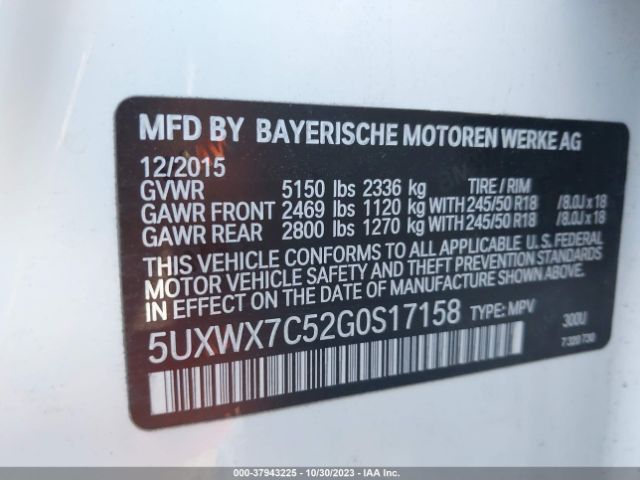 MFD BY BAYERISCHE MOTOREN WERKE AG
12/2015
GVWR 5150 lbs 2336 kg TIRE / RIM
GAWR FRONT 2469 lbs 1120 kg WITH 245/50 R18 /8.0J x 18
GAWR REAR 2800 lbs 1270 kg WITH 245/50 R18 /8.0J x 18
THIS VEHICLE CONFORMS TO ALL APPLICABLE U. S. FEDERAL
MOTOR VEHICLE SAFETY AND THEFT PREVENTION STANDARDS
IN EFFECT ON THE DATE OF MANUFACTURE SHOWN ABOVE.
5UXWX7C52G0S17158 TYPE: MPV 300U
7 320 730
000-37943225 - 10/30/2023 - IAAI.COM